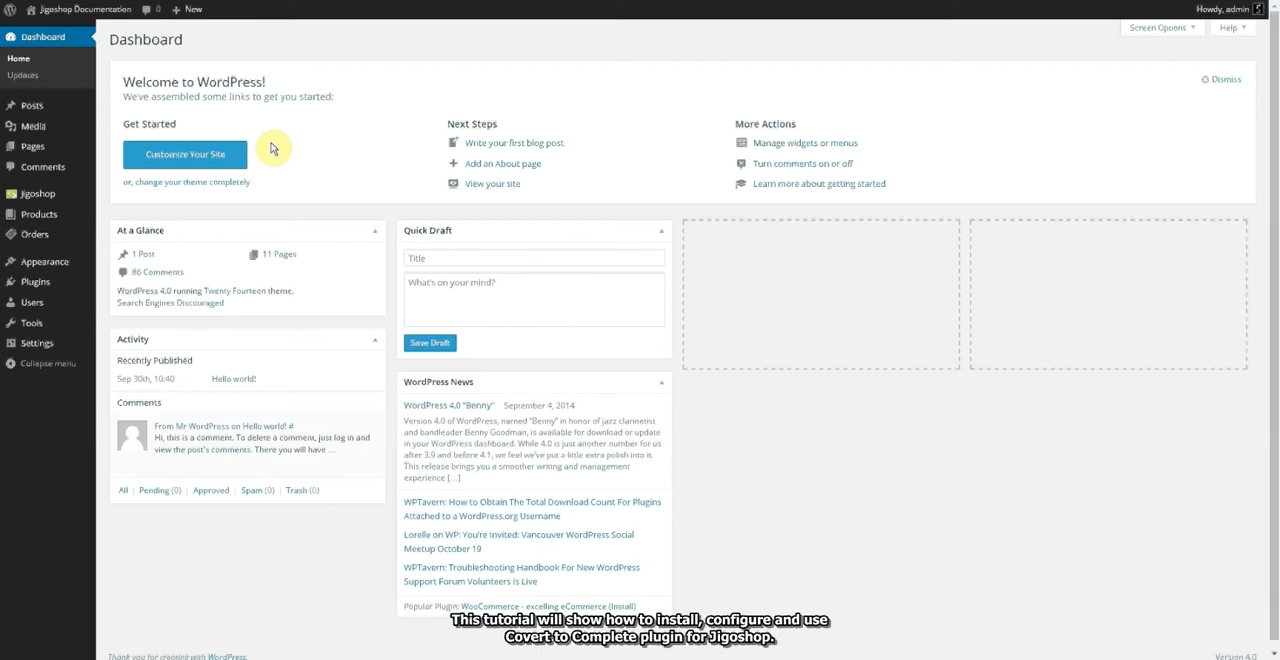 Jigoshop Documentation 0 New Howdy, admin
Dashboard
Home
Updates
Posts
Media
Pages
Comments
Jigoshop
Products
Orders
Appearance
Plugins
Users
Tools
Settings
Collapse menu
Dashboard
Screen Options
Help
Welcome to WordPress!
We've assembled some links to get you started:
Dismiss
Get Started
Customize Your Site
or, change your theme completely
Next Steps
Write your first blog post
Add an About page
View your site
More Actions
Manage widgets or menus
Turn comments on or off
Learn more about getting started
At a Glance
1 Post 11 Pages
86 Comments
WordPress 4.0 running Twenty Fourteen theme.
Search Engines Discouraged
Activity
Recently Published
Sep 30th, 10:40 Hello world!
Comments
From Mr WordPress on Hello world! #
Hi, this is a comment. To delete a comment, just log in and
view the post's comments. There you will have ...
All | Pending (0) | Approved | Spam (0) | Trash (0)
Quick Draft
Title
What's on your mind?
Save Draft
WordPress News
WordPress 4.0 "Benny" September 4, 2014
Version 4.0 of WordPress, named "Benny" in honor of jazz clarinetist
and bandleader Benny Goodman, is available for download or update
in your WordPress dashboard. While 4.0 is just another number for us
after 3.9 and before 4.1, we feel we've put a little extra polish into it.
This release brings you a smoother writing and management
experience [...]
WPTavern: How to Obtain The Total Download Count For Plugins
Attached to a WordPress.org Username
Lorelle on WP: You're Invited: Vancouver WordPress Social
Meetup October 19
WPTavern: Troubleshooting Handbook For New WordPress
Support Forum Volunteers Is Live
Popular Plugin: WooCommerce - excelling eCommerce (Install)
This tutorial will show how to install, configure and use
Covert to Complete plugin for Jigoshop.
Thank you for creating with WordPress.
Version 4.0